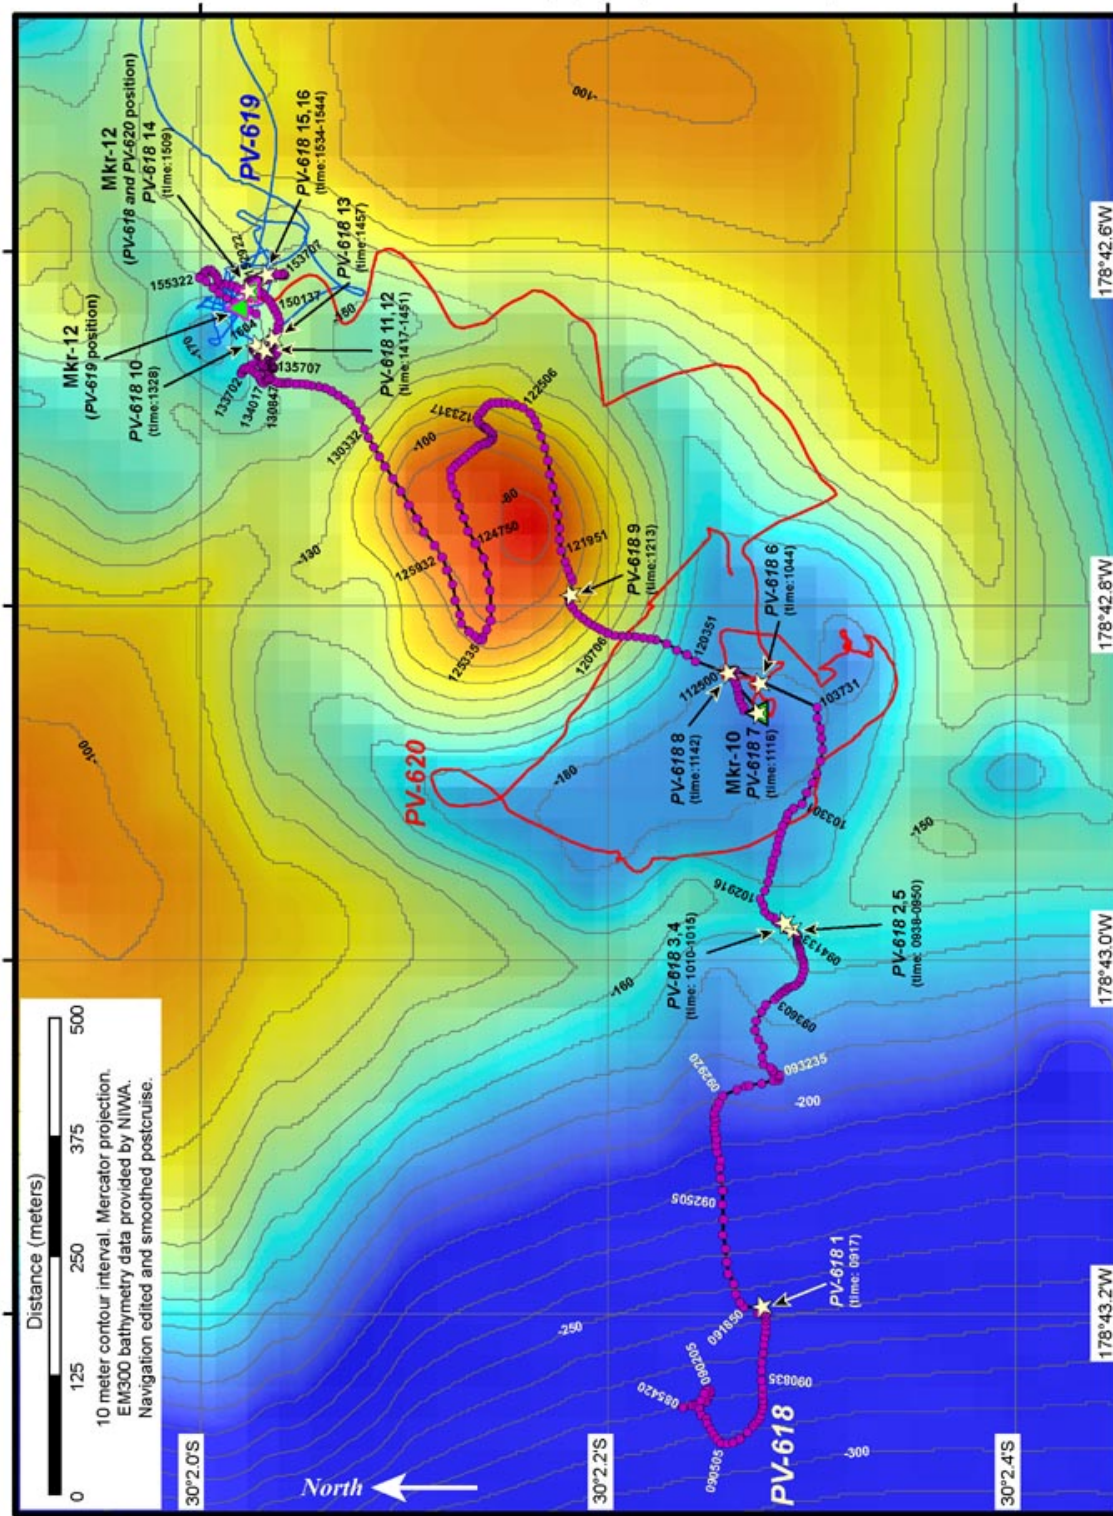 Distance (meters)
0 125 250 375 500
10 meter contour interval. Mercator projection.
EM300 bathymetry data provided by NIWA.
Navigation edited and smoothed postcruise.
North
30°2.0'S
30°2.2'S
30°2.4'S
178°43.2'W
178°43.0'W
178°42.8'W
178°42.6'W
PV-618
085420
090205
090505
090835
091850
PV-618 1
(time: 0917)
092505
092920
093235
093603
PV-618 3,4
(time: 1010-1015)
PV-618 2,5
(time: 0938-0950)
102916
103301
103731
PV-620
PV-618 8
(time:1142)
Mkr-10
PV-618 7
(time:1116)
PV-618 6
(time:1044)
112500
120351
120706
PV-618 9
(time:1213)
121951
122506
123317
124750
125335
125932
130332
130847
134017
133702
135707
PV-618 10
(time:1328)
Mkr-12
(PV-619 position)
PV-618 11,12
(time:1417-1451)
PV-618 13
(time:1457)
150137
153707
155322
1604
Mkr-12
(PV-618 and PV-620 position)
PV-618 14
(time:1509)
PV-619
PV-618 15,16
(time:1534-1544)
-300
-250
-200
-160
-150
-180
-100
-130
-100
-80
-150
-170
-100